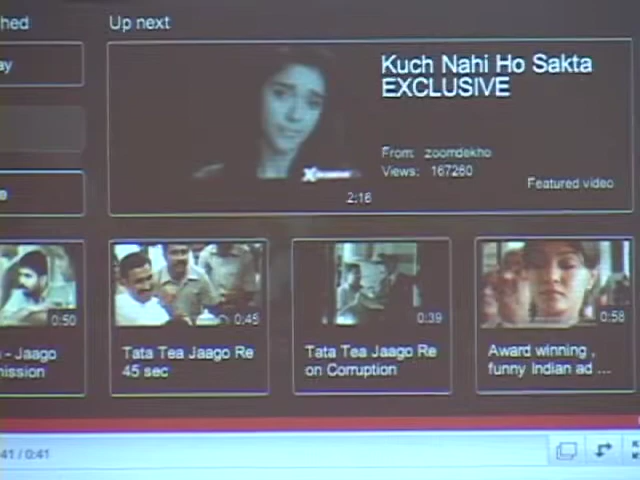 hed
Up next
ay
Kuch Nahi Ho Sakta
EXCLUSIVE
From: zoomdekho
Views: 167260
Featured video
2:16
e
0:50
0:45
0:39
0:58
- Jaago
ission
Tata Tea Jaago Re
45 sec
Tata Tea Jaago Re
on Corruption
Award winning ,
funny Indian ad ...
41 / 0:41